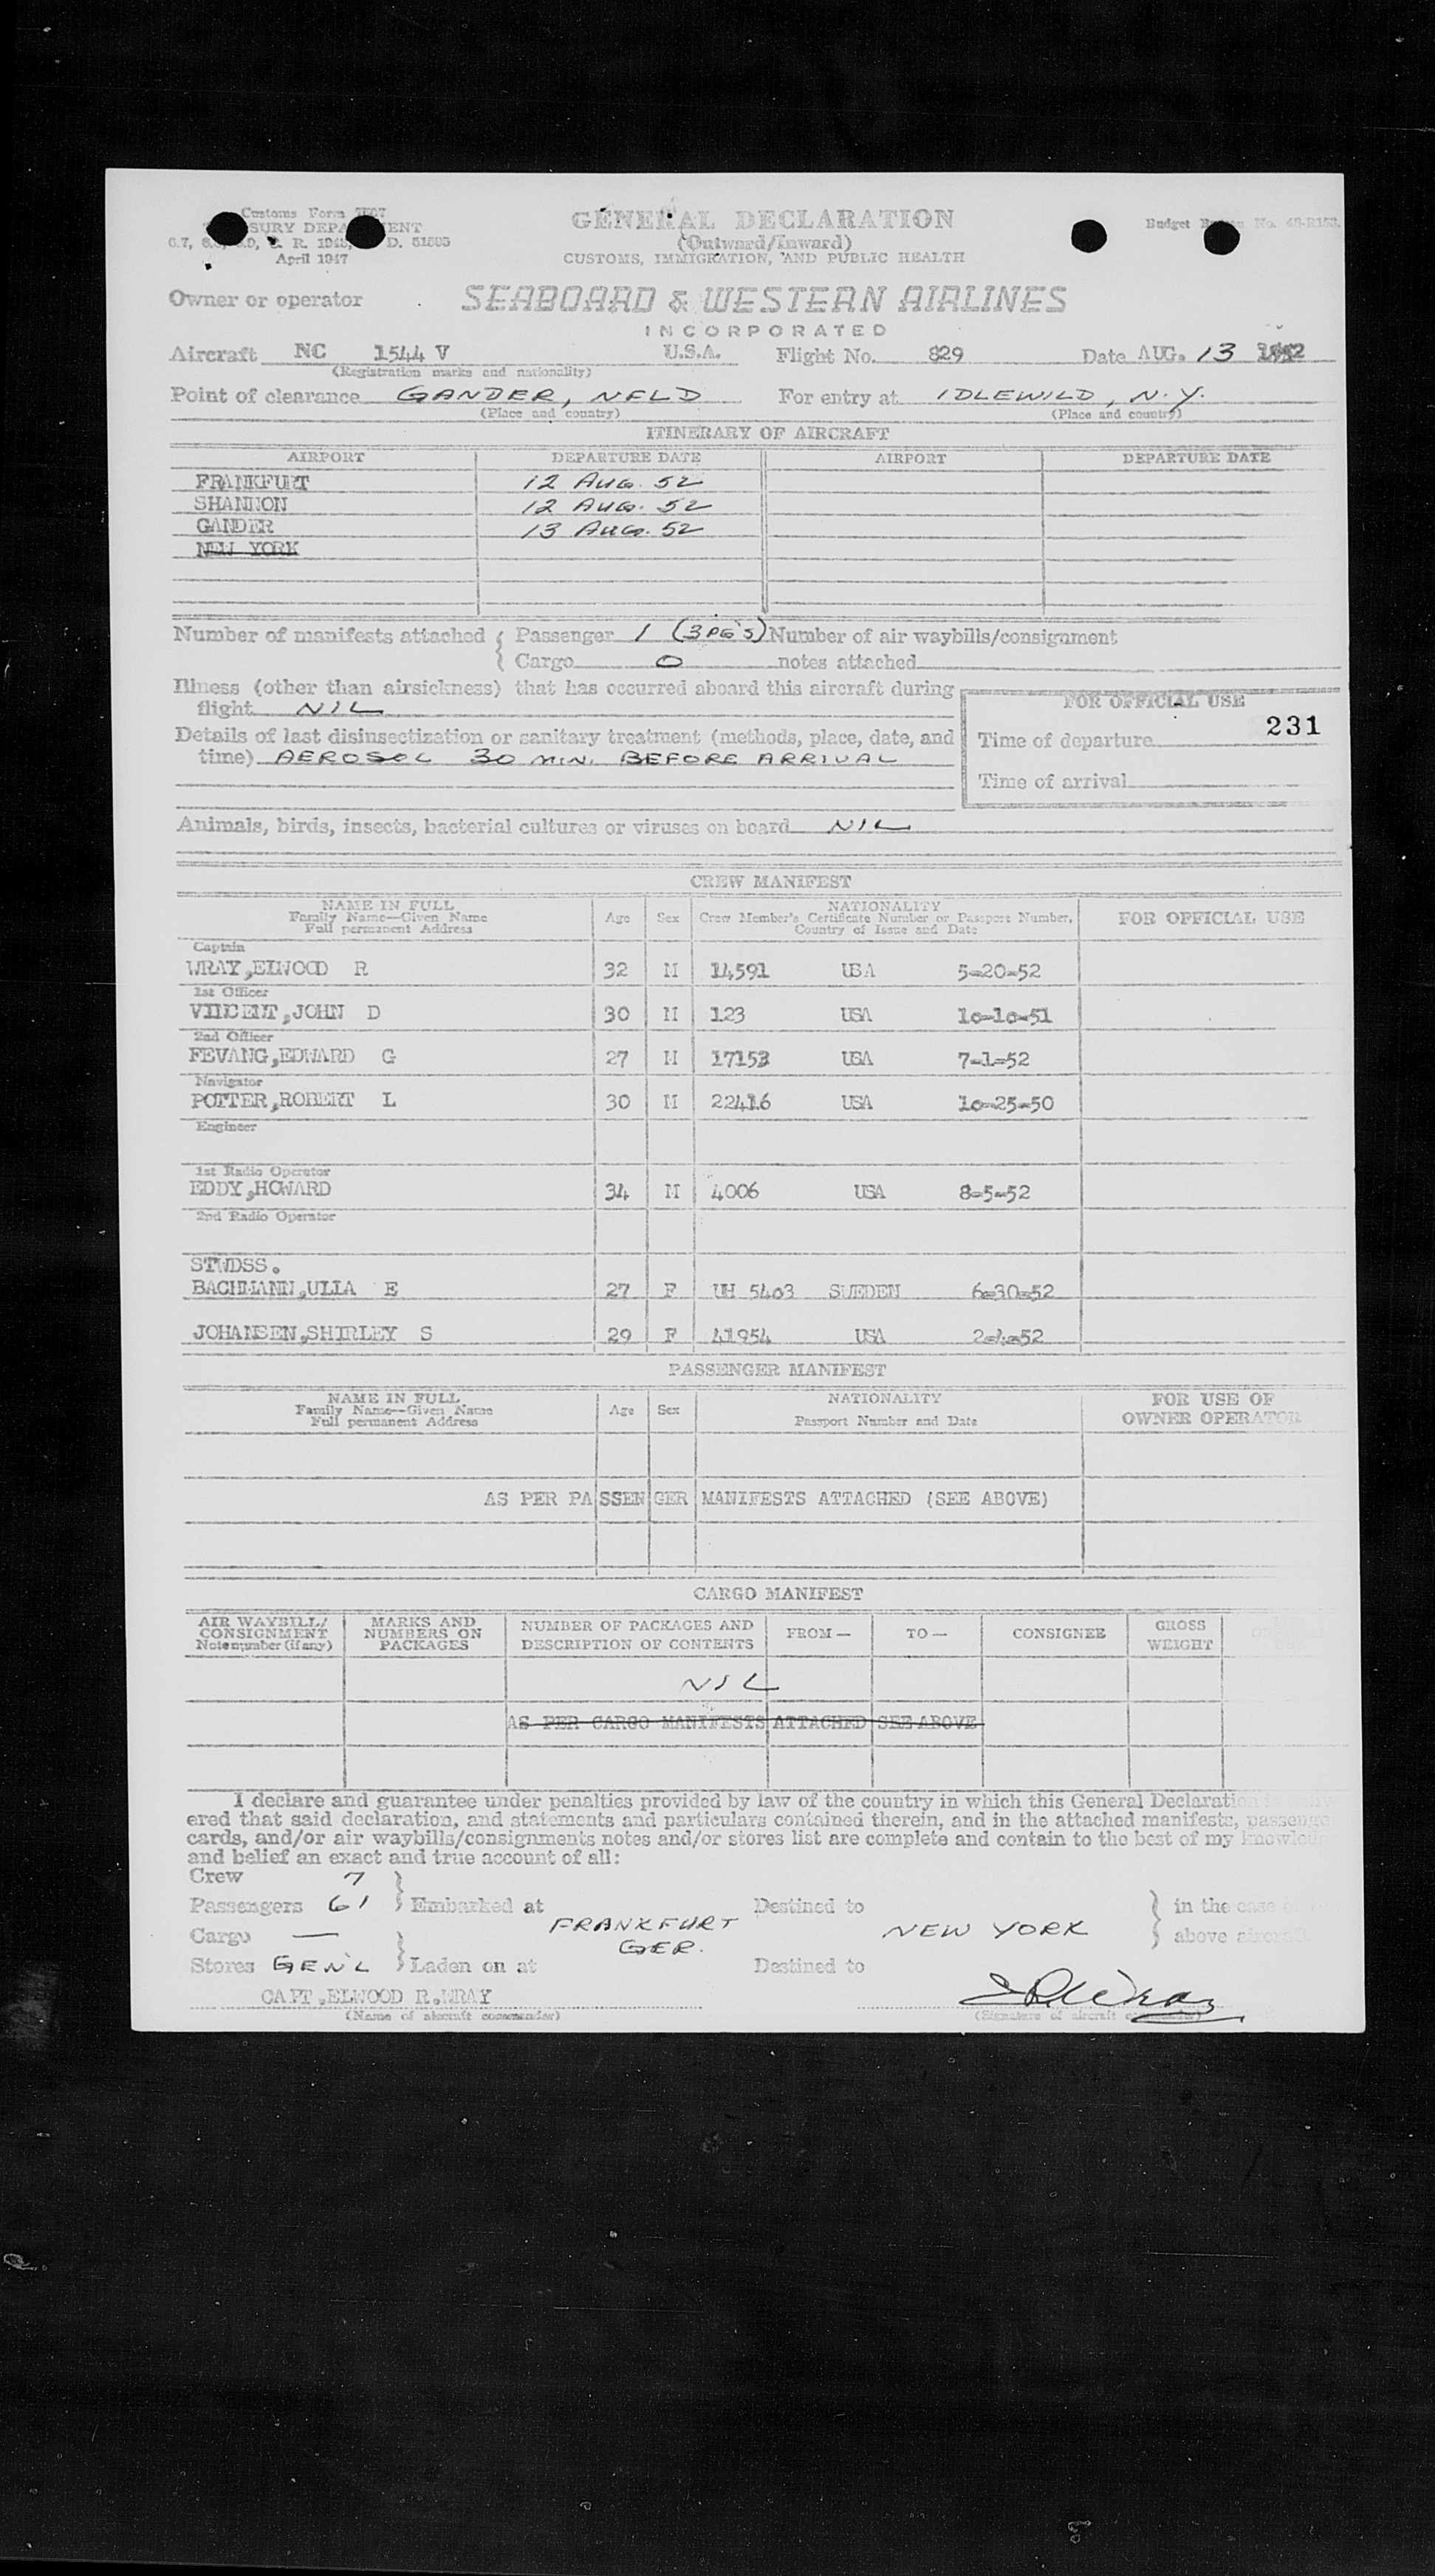 Customs Form
GENERAL DECLARATION
(Outward/Inward)
CUSTOMS, IMMIGRATION, AND PUBLIC HEALTH
April 1947
Owner or operator SEABOARD & WESTERN AIRLINES
INCORPORATED
Aircraft NC 1544 V U.S.A. Flight No. 829 Date AUG. 13 1952
(Registration marks and nationality)
Point of clearance GANDER, NFLD For entry at IDLEWILD, N.Y.
(Place and country) (Place and country)
ITINERARY OF AIRCRAFT
AIRPORT DEPARTURE DATE AIRPORT DEPARTURE DATE
FRANKFURT 12 AUG. 52
SHANNON 12 AUG. 52
GANDER 13 AUG. 52
NEW YORK
Number of manifests attached { Passenger 1 (3 PG'S) Number of air waybills/consignment
Cargo 0 notes attached
Illness (other than airsickness) that has occurred aboard this aircraft during
flight NIL
FOR OFFICIAL USE
231
Details of last disinsectization or sanitary treatment (methods, place, date, and
time) AEROSOL 30 MIN. BEFORE ARRIVAL
Time of departure
Time of arrival
Animals, birds, insects, bacterial cultures or viruses on board NIL
CREW MANIFEST
NAME IN FULL
Family Name—Given Name
Full permanent Address
Age Sex
NATIONALITY
Crew Member's Certificate Number or Passport Number,
Country of Issue and Date
FOR OFFICIAL USE
Captain
WRAY,ELWOOD R 32 M 14591 USA 5-20-52
1st Officer
VINCENT,JOHN D 30 M 123 USA 10-10-51
2nd Officer
FEVANG,EDWARD G 27 M 17153 USA 7-1-52
Navigator
POTTER,ROBERT L 30 M 22416 USA 10-25-50
Engineer
1st Radio Operator
EDDY,HOWARD 34 M 4006 USA 8-5-52
2nd Radio Operator
STWDSS.
BACHMANN,ULLA E 27 F UH 5403 SWEDEN 6-30-52
JOHANSEN,SHIRLEY S 29 F 41954 USA 2-4-52
PASSENGER MANIFEST
NAME IN FULL
Family Name—Given Name
Full permanent Address
Age Sex
NATIONALITY
Passport Number and Date
FOR USE OF
OWNER OPERATOR
AS PER PASSENGER MANIFESTS ATTACHED (SEE ABOVE)
CARGO MANIFEST
AIR WAYBILL/
CONSIGNMENT
Note number (if any)
MARKS AND
NUMBERS ON
PACKAGES
NUMBER OF PACKAGES AND
DESCRIPTION OF CONTENTS
FROM— TO— CONSIGNEE
GROSS
WEIGHT
NIL
AS PER CARGO MANIFESTS ATTACHED SEE ABOVE
I declare and guarantee under penalties provided by law of the country in which this General Declaration
ered that said declaration, and statements and particulars contained therein, and in the attached manifests, passenge
cards, and/or air waybills/consignments notes and/or stores list are complete and contain to the best of my
and belief an exact and true account of all:
Crew 7
Passengers 61 } Embarked at Destined to } in the case
FRANKFURT NEW YORK
Cargo — GER. above aircraft
Stores GEN'L } Laden on at Destined to
CAPT.ELWOOD R.WRAY
(Name of aircraft commander) (Signature of aircraft